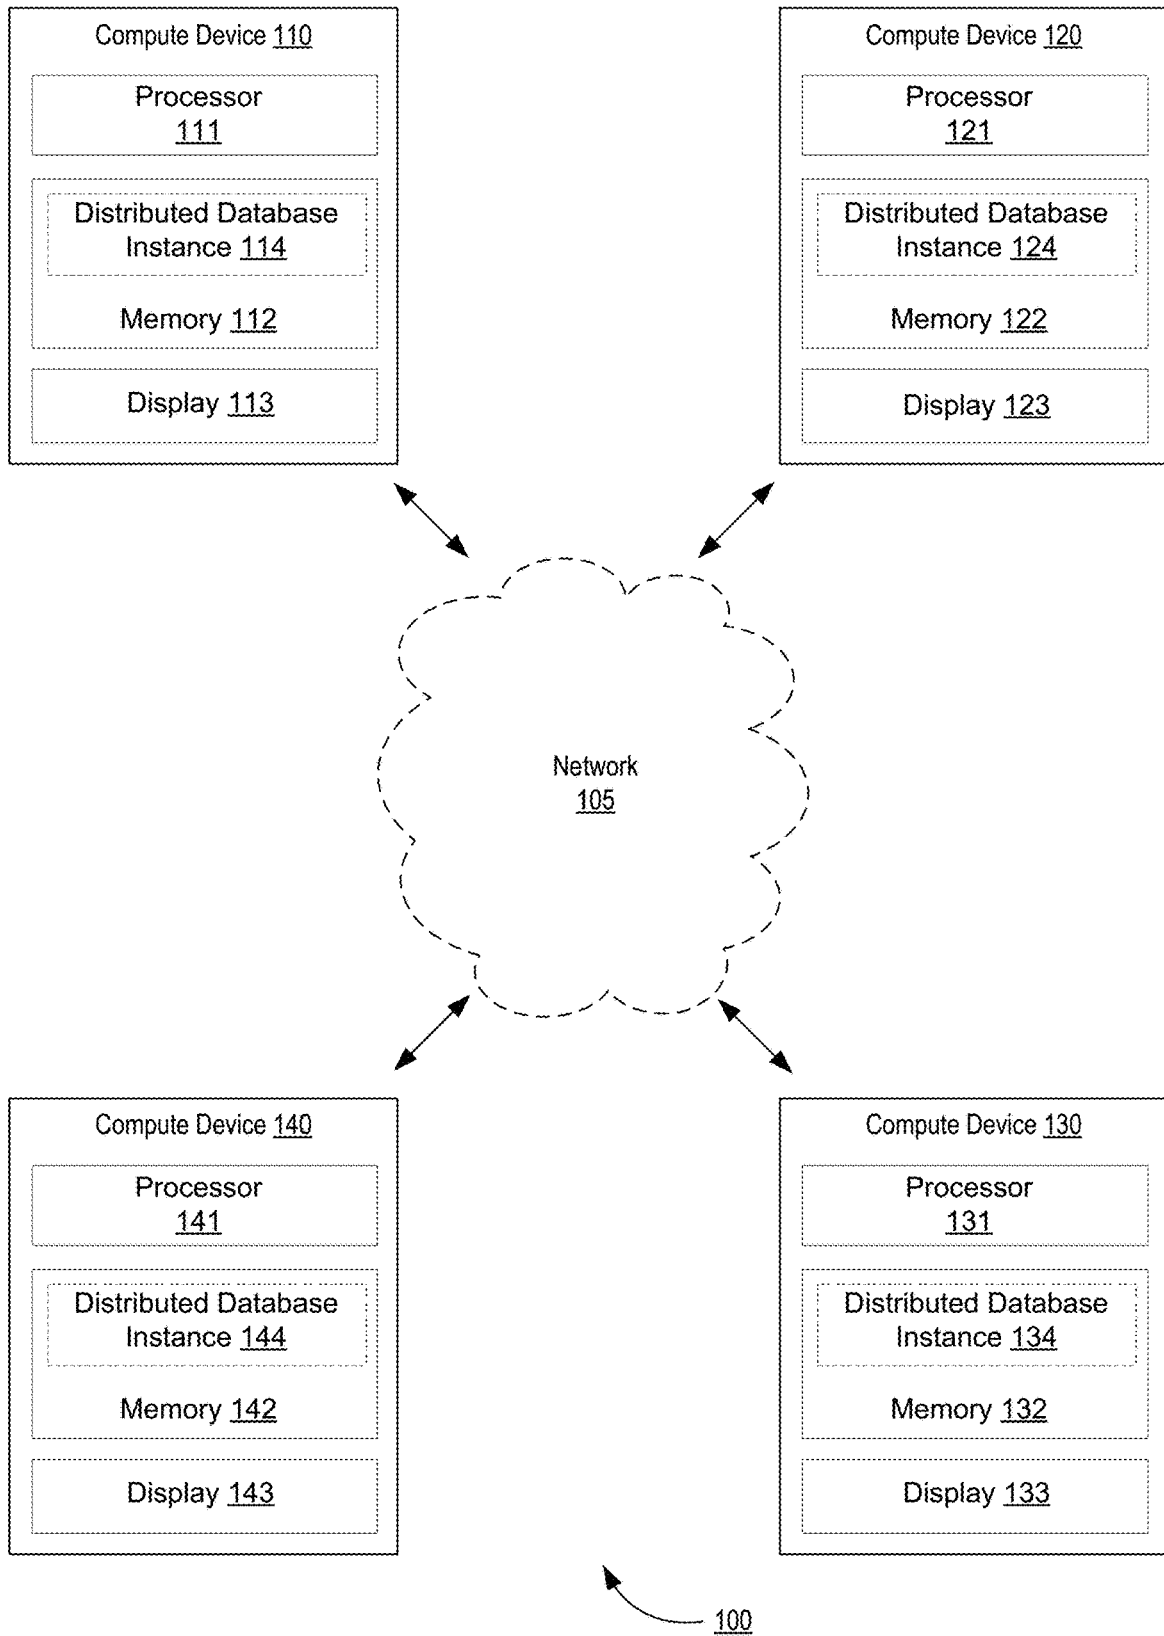 Compute Device 110
Processor
111
Distributed Database
Instance 114
Memory 112
Display 113
Compute Device 120
Processor
121
Distributed Database
Instance 124
Memory 122
Display 123
Network
105
Compute Device 140
Processor
141
Distributed Database
Instance 144
Memory 142
Display 143
Compute Device 130
Processor
131
Distributed Database
Instance 134
Memory 132
Display 133
100